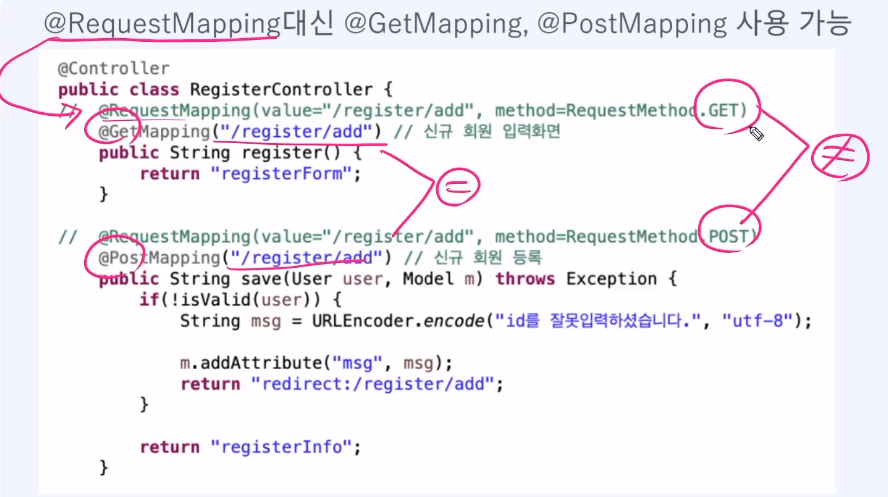 @RequestMapping대신 @GetMapping, @PostMapping 사용 가능
@Controller
public class RegisterController {
// @RequestMapping(value="/register/add", method=RequestMethod.GET)
@GetMapping("/register/add") // 신규 회원 입력화면
public String register() {
return "registerForm";
}
=
≠
// @RequestMapping(value="/register/add", method=RequestMethod.POST)
@PostMapping("/register/add") // 신규 회원 등록
public String save(User user, Model m) throws Exception {
if(!isValid(user)) {
String msg = URLEncoder.encode("id를 잘못입력하셨습니다.", "utf-8");
m.addAttribute("msg", msg);
return "redirect:/register/add";
}
return "registerInfo";
}